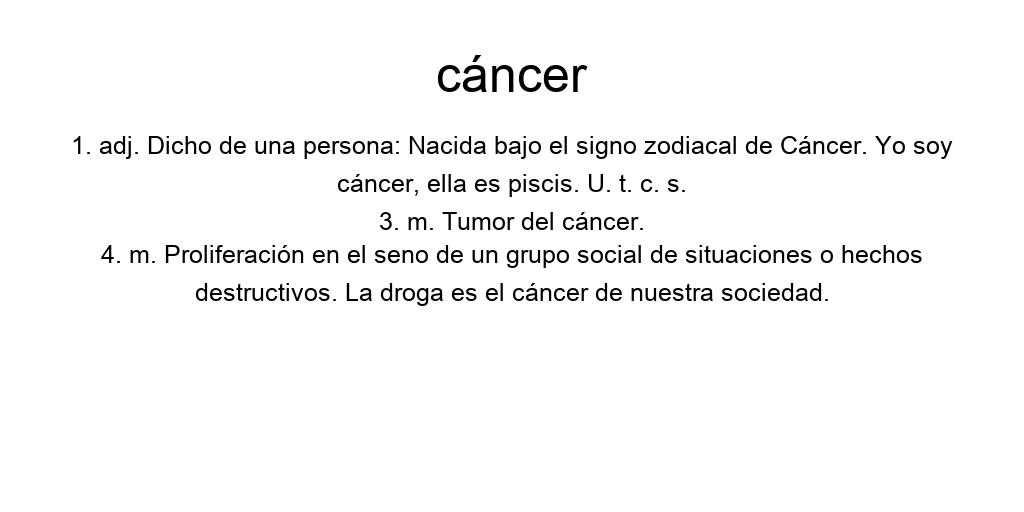 cáncer
1. adj. Dicho de una persona: Nacida bajo el signo zodiacal de Cáncer. Yo soy
cáncer, ella es piscis. U. t. c. s.
3. m. Tumor del cáncer.
4. m. Proliferación en el seno de un grupo social de situaciones o hechos
destructivos. La droga es el cáncer de nuestra sociedad.